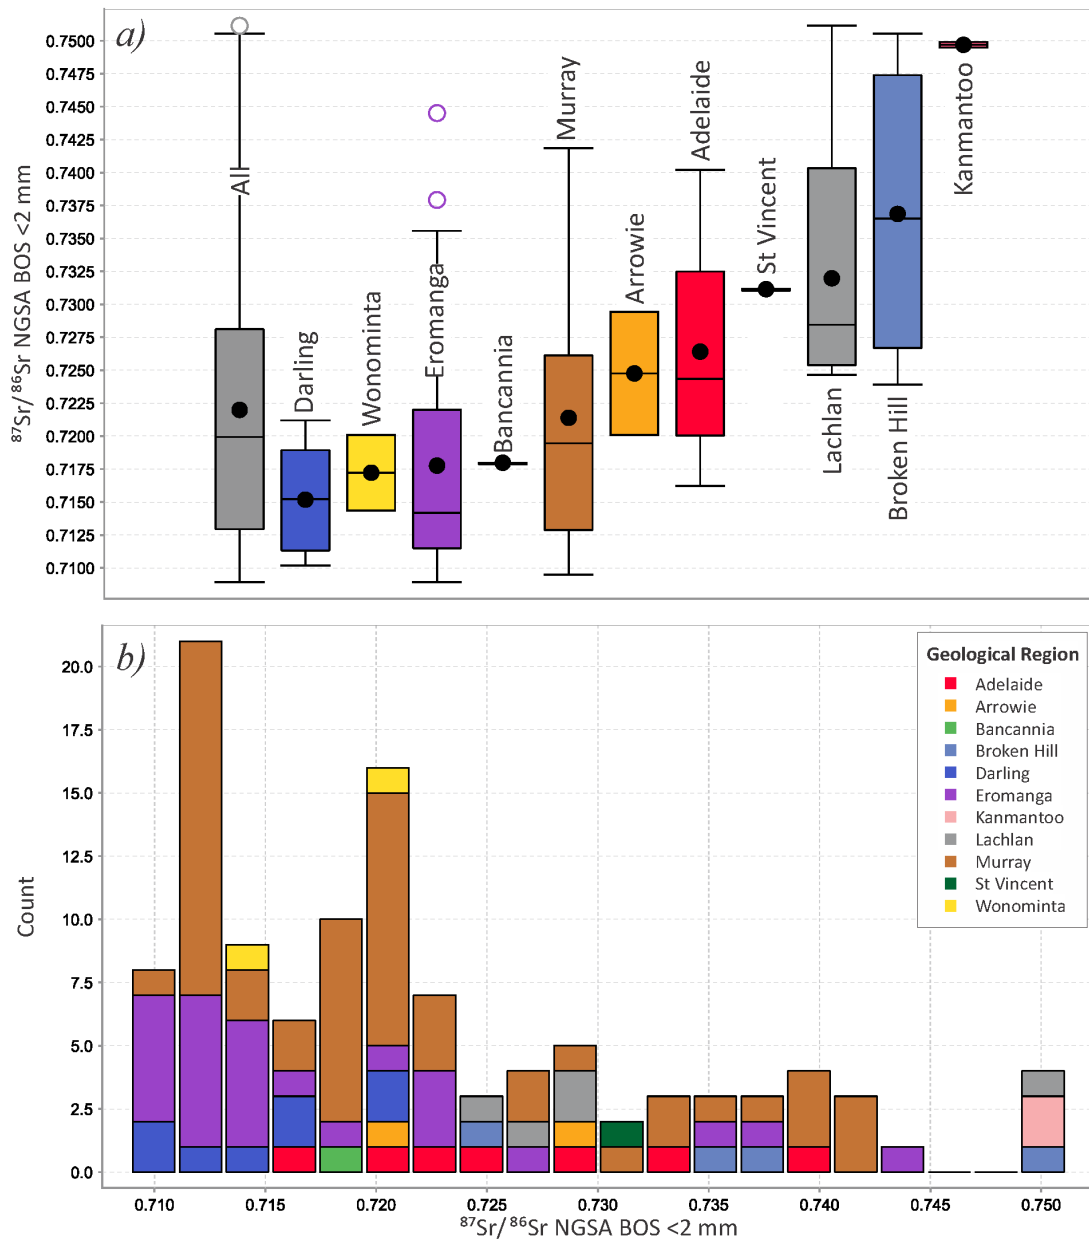 a)
⁸⁷Sr/⁸⁶Sr NGSA BOS <2 mm
0.7500
0.7475
0.7450
0.7425
0.7400
0.7375
0.7350
0.7325
0.7300
0.7275
0.7250
0.7225
0.7200
0.7175
0.7150
0.7125
0.7100
All
Darling
Wonominta
Eromanga
Bancannia
Murray
Arrowie
Adelaide
St Vincent
Lachlan
Broken Hill
Kanmantoo
b)
Count
20.0
17.5
15.0
12.5
10.0
7.5
5.0
2.5
0.0
Geological Region
Adelaide
Arrowie
Bancannia
Broken Hill
Darling
Eromanga
Kanmantoo
Lachlan
Murray
St Vincent
Wonominta
0.710 0.715 0.720 0.725 0.730 0.735 0.740 0.745 0.750
⁸⁷Sr/⁸⁶Sr NGSA BOS <2 mm